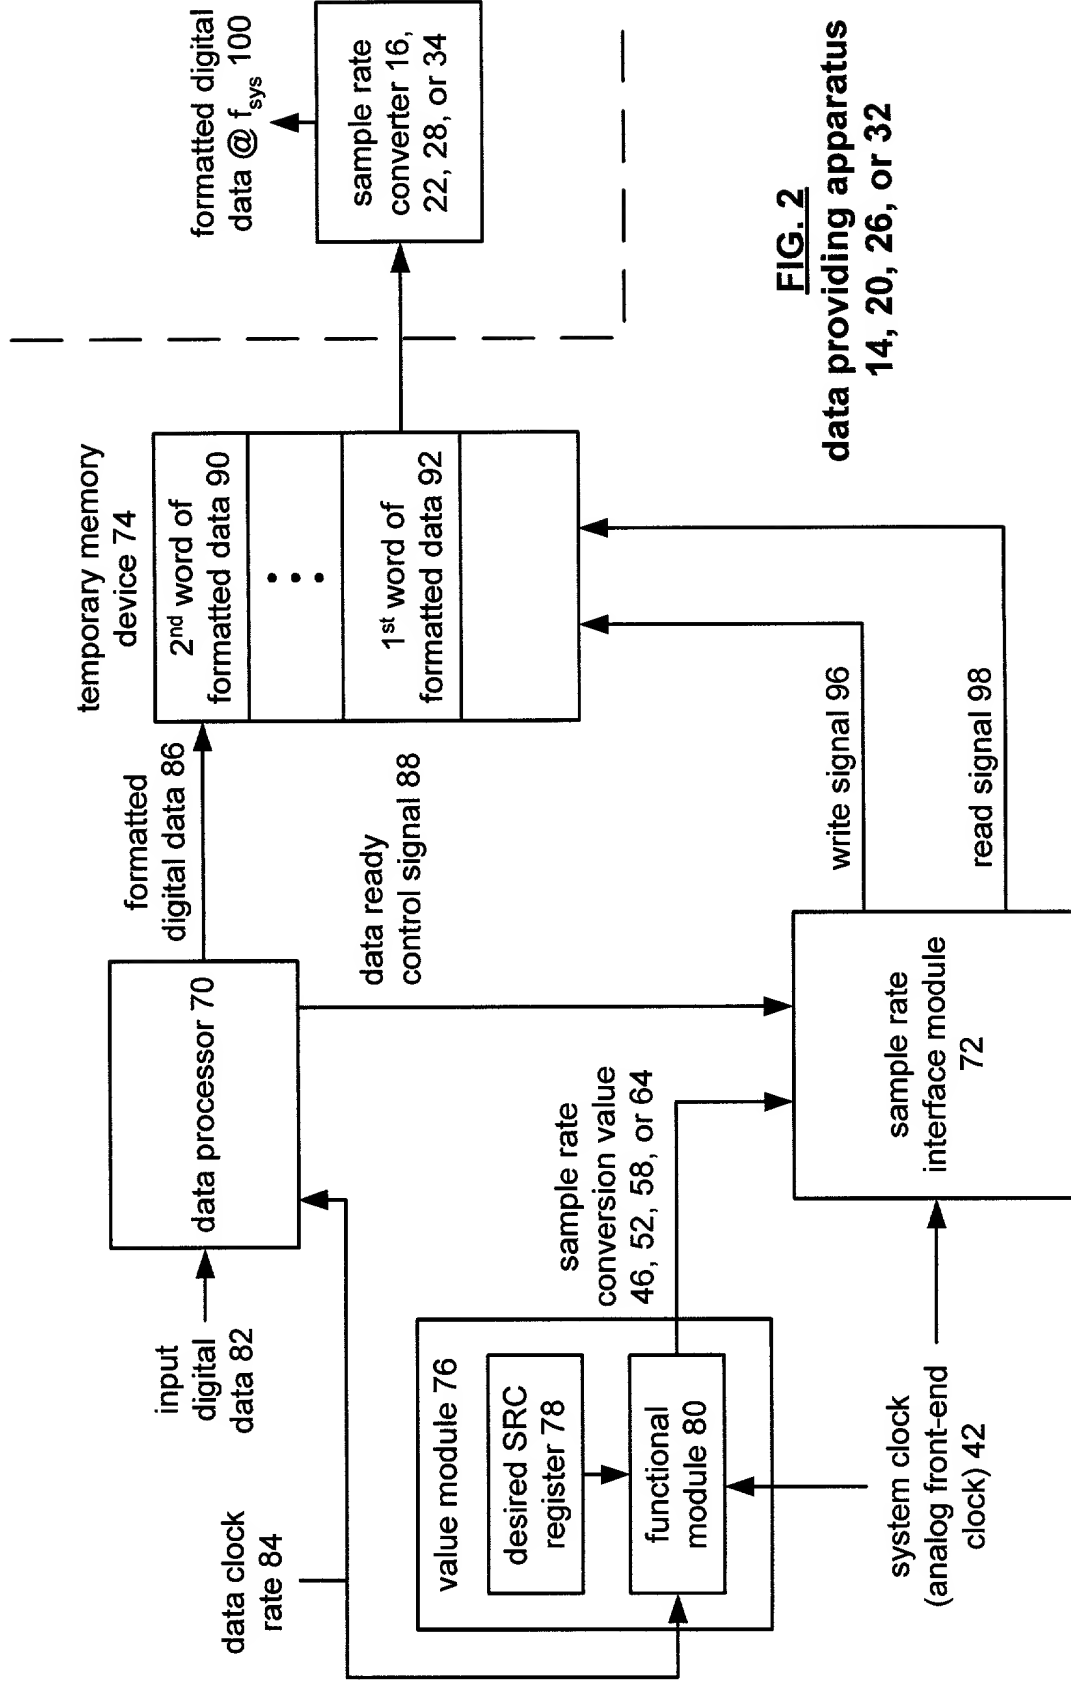 data clock
rate 84
input
digital
data 82
data processor 70
formatted
digital data 86
temporary memory
device 74
2nd word of
formatted data 90
• • •
1st word of
formatted data 92
formatted digital
data @ fsys 100
sample rate
converter 16,
22, 28, or 34
data ready
control signal 88
value module 76
desired SRC
register 78
functional
module 80
sample rate
conversion value
46, 52, 58, or 64
system clock
(analog front-end
clock) 42
sample rate
interface module
72
write signal 96
read signal 98
FIG. 2
data providing apparatus
14, 20, 26, or 32